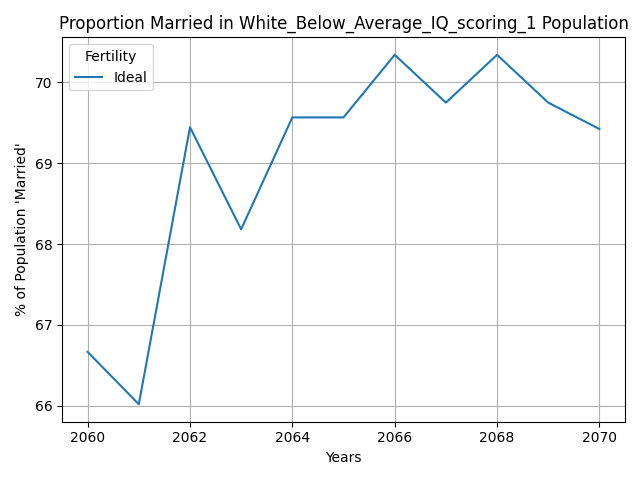 Proportion Married in White_Below_Average_IQ_scoring_1 Population
Fertility
Ideal
% of Population 'Married'
70
69
68
67
66
2060 2062 2064 2066 2068 2070
Years